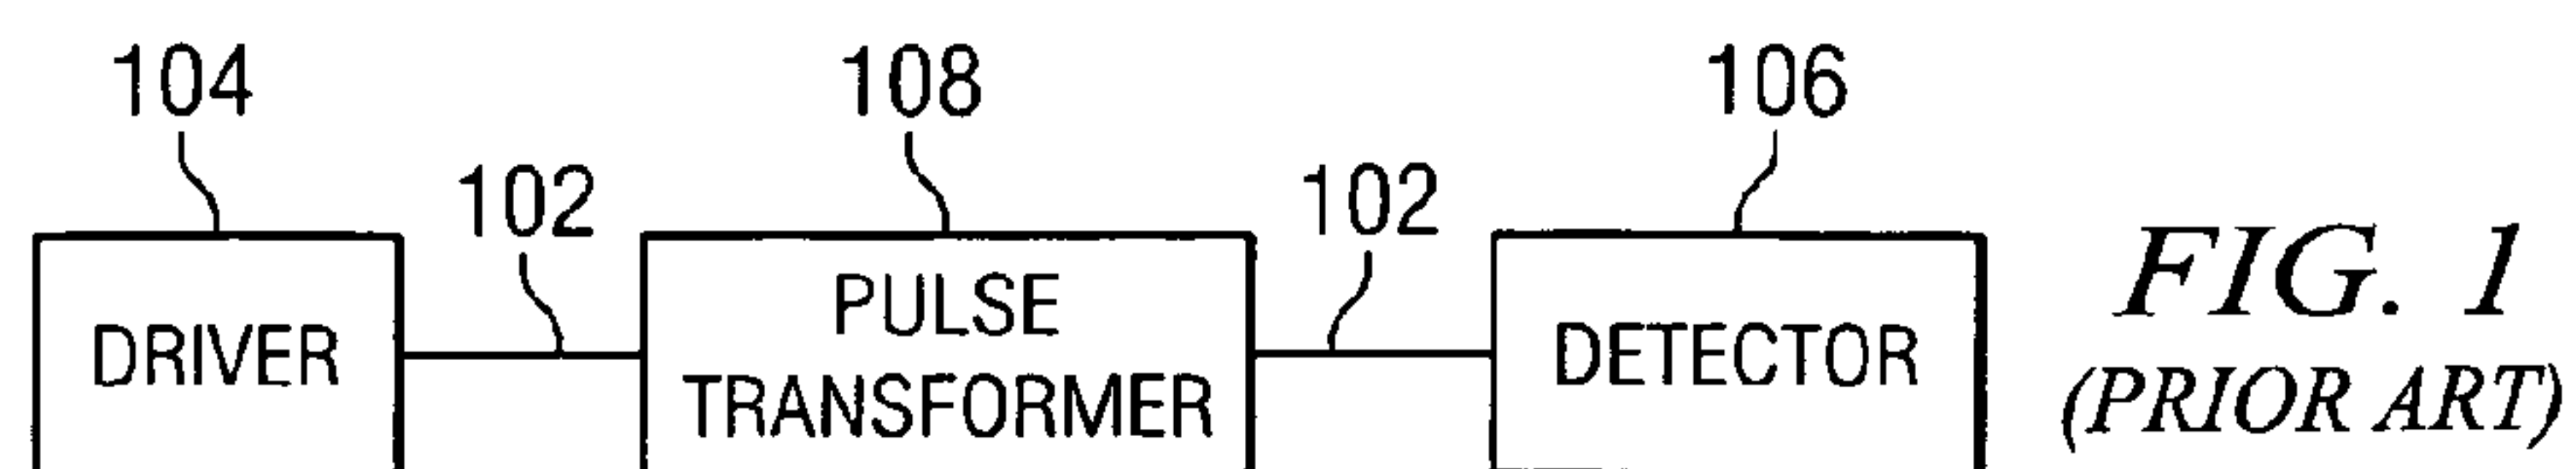 104
108
106
102
102
DRIVER
PULSE
TRANSFORMER
DETECTOR
FIG. 1
(PRIOR ART)